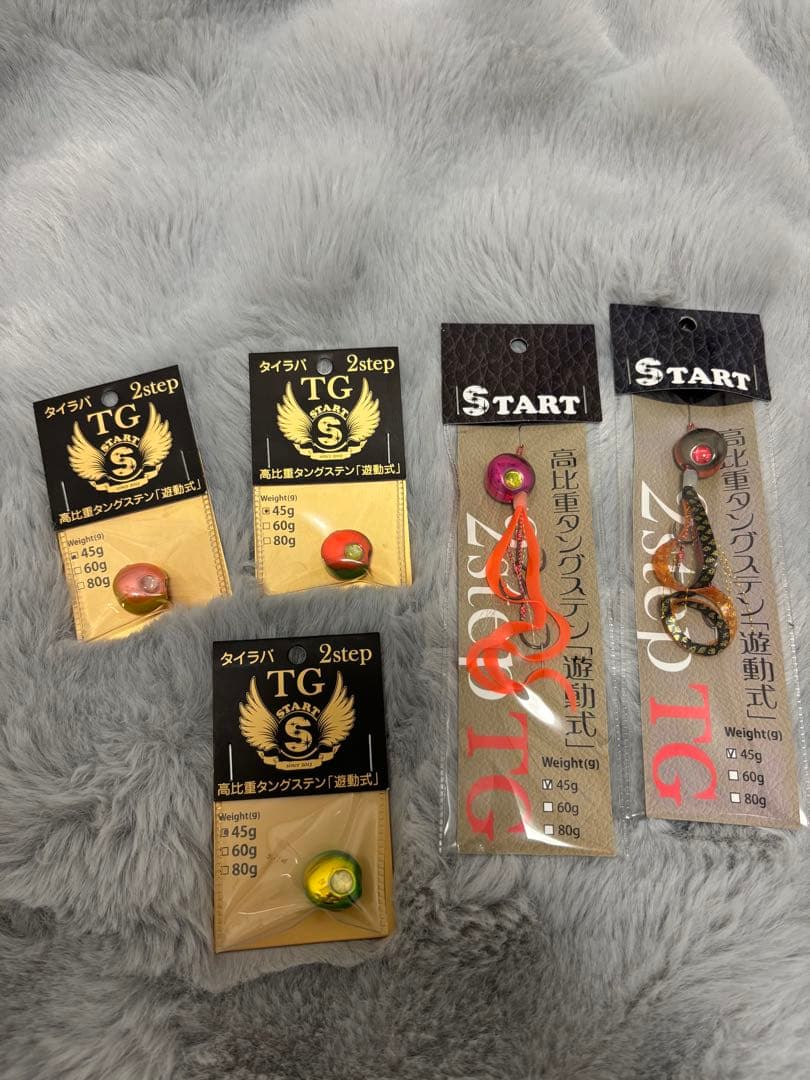 タイラバ 2step
TG
START
S
since 2015
高比重タングステン「遊動式」
Weight(g)
45g
60g
80g
タイラバ 2step
TG
START
S
since 2015
高比重タングステン「遊動式」
Weight(g)
45g
60g
80g
タイラバ 2step
TG
START
S
since 2015
高比重タングステン「遊動式」
Weight(g)
45g
60g
80g
START
高比重タングステン「遊動式」
2step TG
Weight(g)
45g
60g
80g
START
高比重タングステン「遊動式」
2step TG
Weight(g)
45g
60g
80g